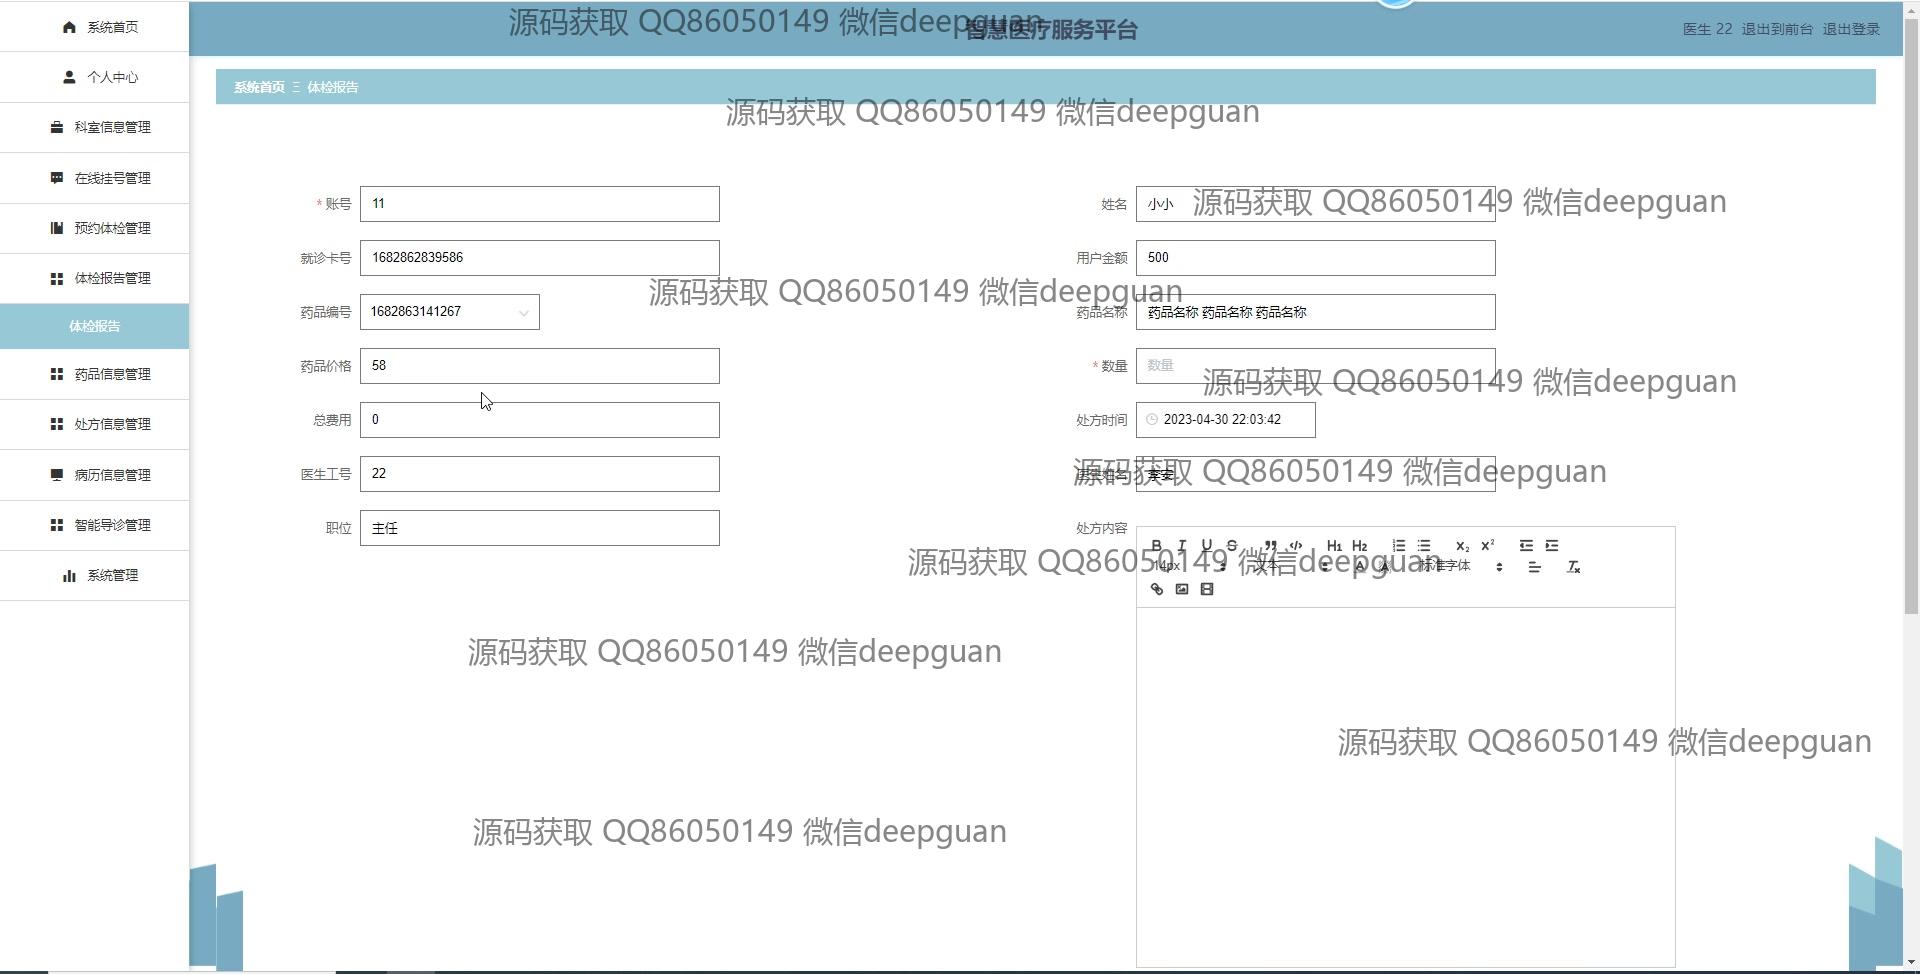 系统首页
个人中心
科室信息管理
在线挂号管理
预约体检管理
体检报告管理
体检报告
药品信息管理
处方信息管理
病历信息管理
智能导诊管理
系统管理
源码获取 QQ86050149 微信deepguan
智慧医疗服务平台
医生 22 退出到前台 退出登录
系统首页 Ξ 体检报告
源码获取 QQ86050149 微信deepguan
* 账号 11
姓名 小小
源码获取 QQ86050149 微信deepguan
就诊卡号 1682862839586
用户金额 500
源码获取 QQ86050149 微信deepguan
药品编号 1682863141267
药品名称 药品名称 药品名称 药品名称
药品价格 58
* 数量 数量
源码获取 QQ86050149 微信deepguan
总费用 0
处方时间 2023-04-30 22:03:42
医生工号 22
医生姓名 李安
源码获取 QQ86050149 微信deepguan
职位 主任
处方内容
B I U S H1 H2 X₂ X²
14px 文本 A A 标准字体
源码获取 QQ86050149 微信deepguan
源码获取 QQ86050149 微信deepguan
源码获取 QQ86050149 微信deepguan
源码获取 QQ86050149 微信deepguan